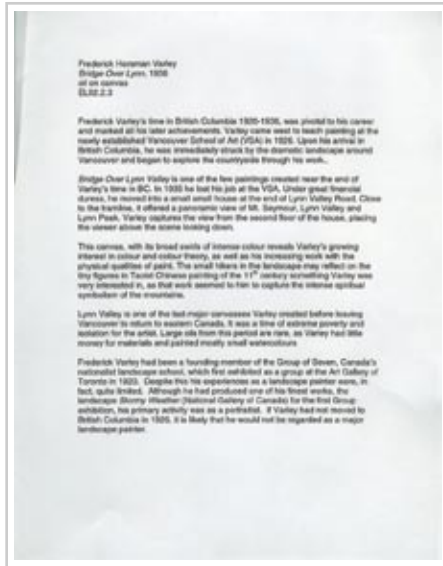 Frederick Horsman Varley
Bridge Over Lynn, 1936
oil on canvas
EL02.2.3
Frederick Varley's time in British Columbia 1926-1936, was pivotal to his career
and marked all his later achievements. Varley came west to teach painting at the
newly established Vancouver School of Art (VSA) in 1926. Upon his arrival in
British Columbia, he was immediately struck by the dramatic landscape around
Vancouver and began to explore the countryside through his work..
Bridge Over Lynn Valley is one of the few paintings created near the end of
Varley's time in BC. In 1935 he lost his job at the VSA. Under great financial
duress, he moved into a small small house at the end of Lynn Valley Road. Close
to the tramline, it offered a panoramic view of Mt. Seymour, Lynn Valley and
Lynn Peak. Varley captures the view from the second floor of the house, placing
the viewer above the scene looking down.
This canvas, with its broad swirls of intense colour reveals Varley's growing
interest in colour and colour theory, as well as his increasing work with the
physical qualities of paint. The small hikers in the landscape may reflect on the
tiny figures in Taoist Chinese painting of the 11th century something Varley was
very interested in, as that work seemed to him to capture the intense spiritual
symbolism of the mountains.
Lynn Valley is one of the last major canvasses Varley created before leaving
Vancouver to return to eastern Canada. It was a time of extreme poverty and
isolation for the artist. Large oils from this period are rare, as Varley had little
money for materials and painted mostly small watercolours
Frederick Varley had been a founding member of the Group of Seven, Canada's
nationalist landscape school, which first exhibited as a group at the Art Gallery of
Toronto in 1920. Despite this his experiences as a landscape painter were, in
fact, quite limited. Although he had produced one of his finest works, the
landscape Stormy Weather (National Gallery of Canada) for the first Group
exhibition, his primary activity was as a portraitist. If Varley had not moved to
British Columbia in 1926, it is likely that he would not be regarded as a major
landscape painter.